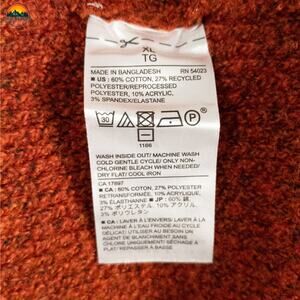 XL
TG
MADE IN BANGLADESH RN 54023
■ US : 60% COTTON, 27% RECYCLED
POLYESTER/REPROCESSED
POLYESTER, 10% ACRYLIC,
3% SPANDEX/ELASTANE
30
P
1166
WASH INSIDE OUT/ MACHINE WASH
COLD GENTLE CYCLE/ ONLY NON-
CHLORINE BLEACH WHEN NEEDED/
DRY FLAT/ COOL IRON
CA 17897
■ CA : 60% COTON, 27% POLYESTER
RETRANSFORMÉE, 10% ACRYLIQUE,
3% ÉLASTHANNE ■ JP : 60% 綿,
27% ポリエステル, 10% アクリル,
3% ポリウレタン
■ CA : LAVER À L'ENVERS/ LAVER À LA
MACHINE À L'EAU FROIDE AU CYCLE
DÉLICAT/ UTILISER AU BESOIN UN
AGENT DE BLANCHIMENT SANS
CHLORE UNIQUEMENT/ SÉCHAGE À
PLAT/ REPASSER À BASSE